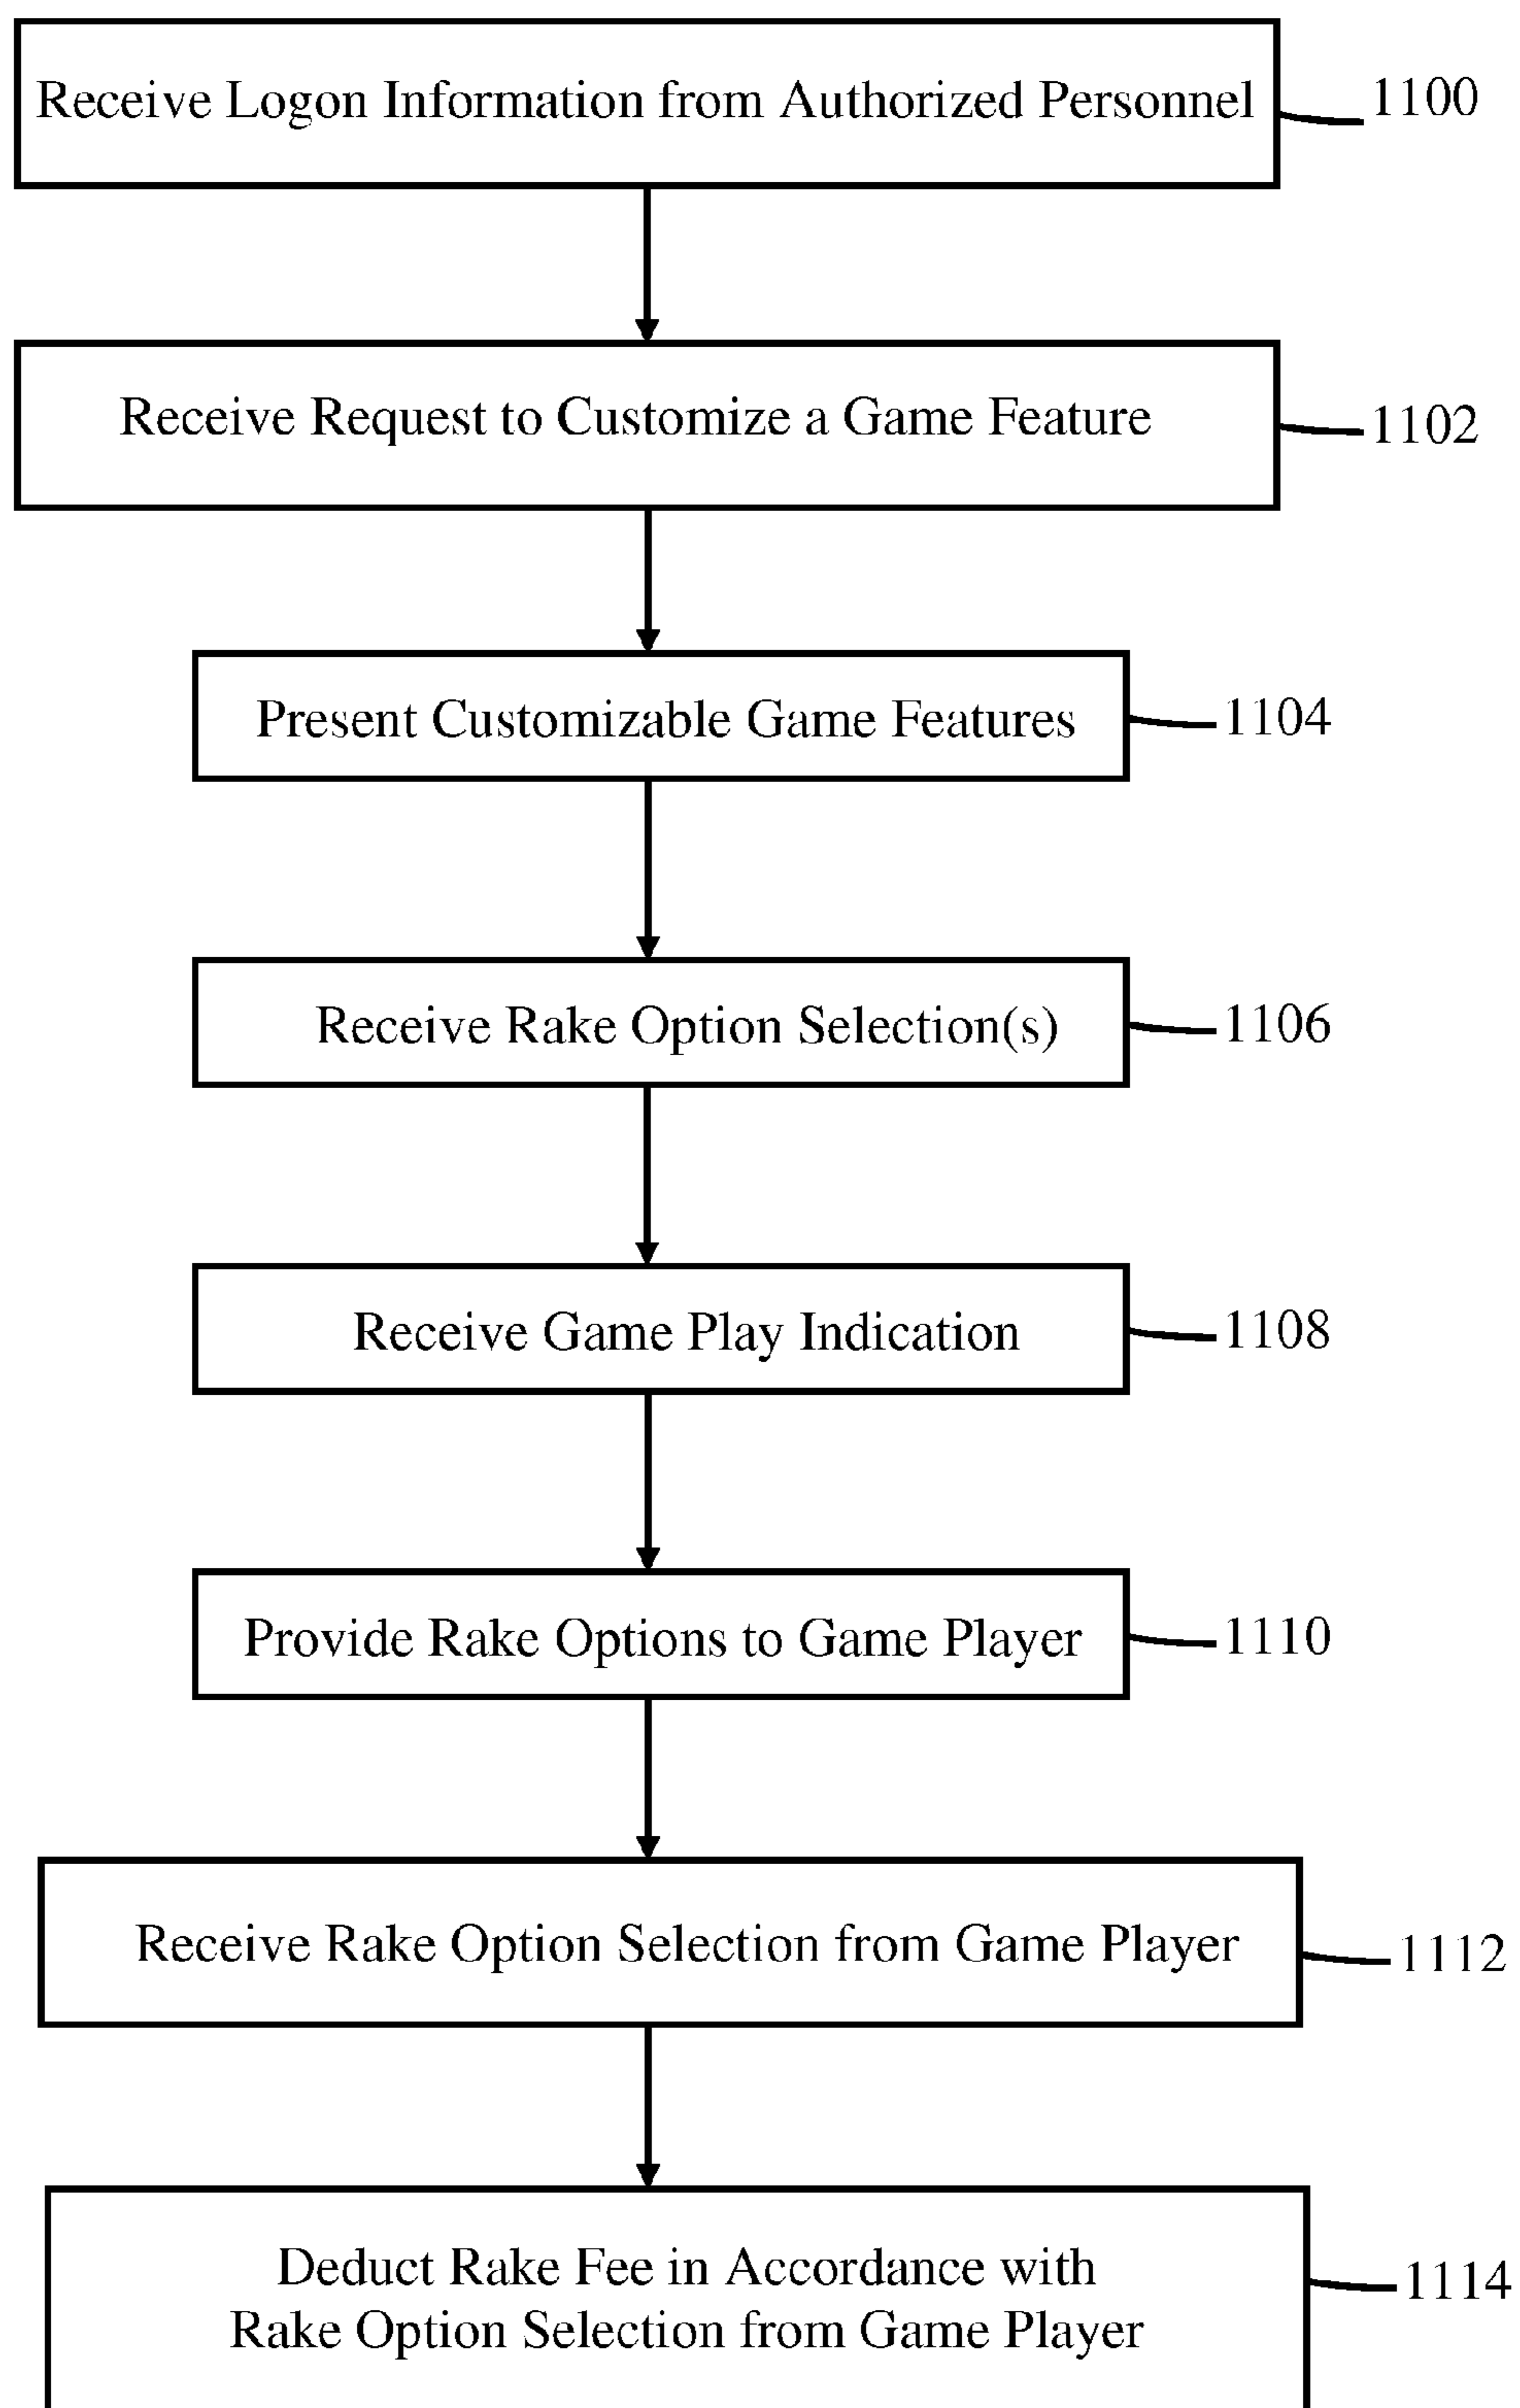 Receive Logon Information from Authorized Personnel
1100
Receive Request to Customize a Game Feature
1102
Present Customizable Game Features
1104
Receive Rake Option Selection(s)
1106
Receive Game Play Indication
1108
Provide Rake Options to Game Player
1110
Receive Rake Option Selection from Game Player
1112
Deduct Rake Fee in Accordance with
Rake Option Selection from Game Player
1114